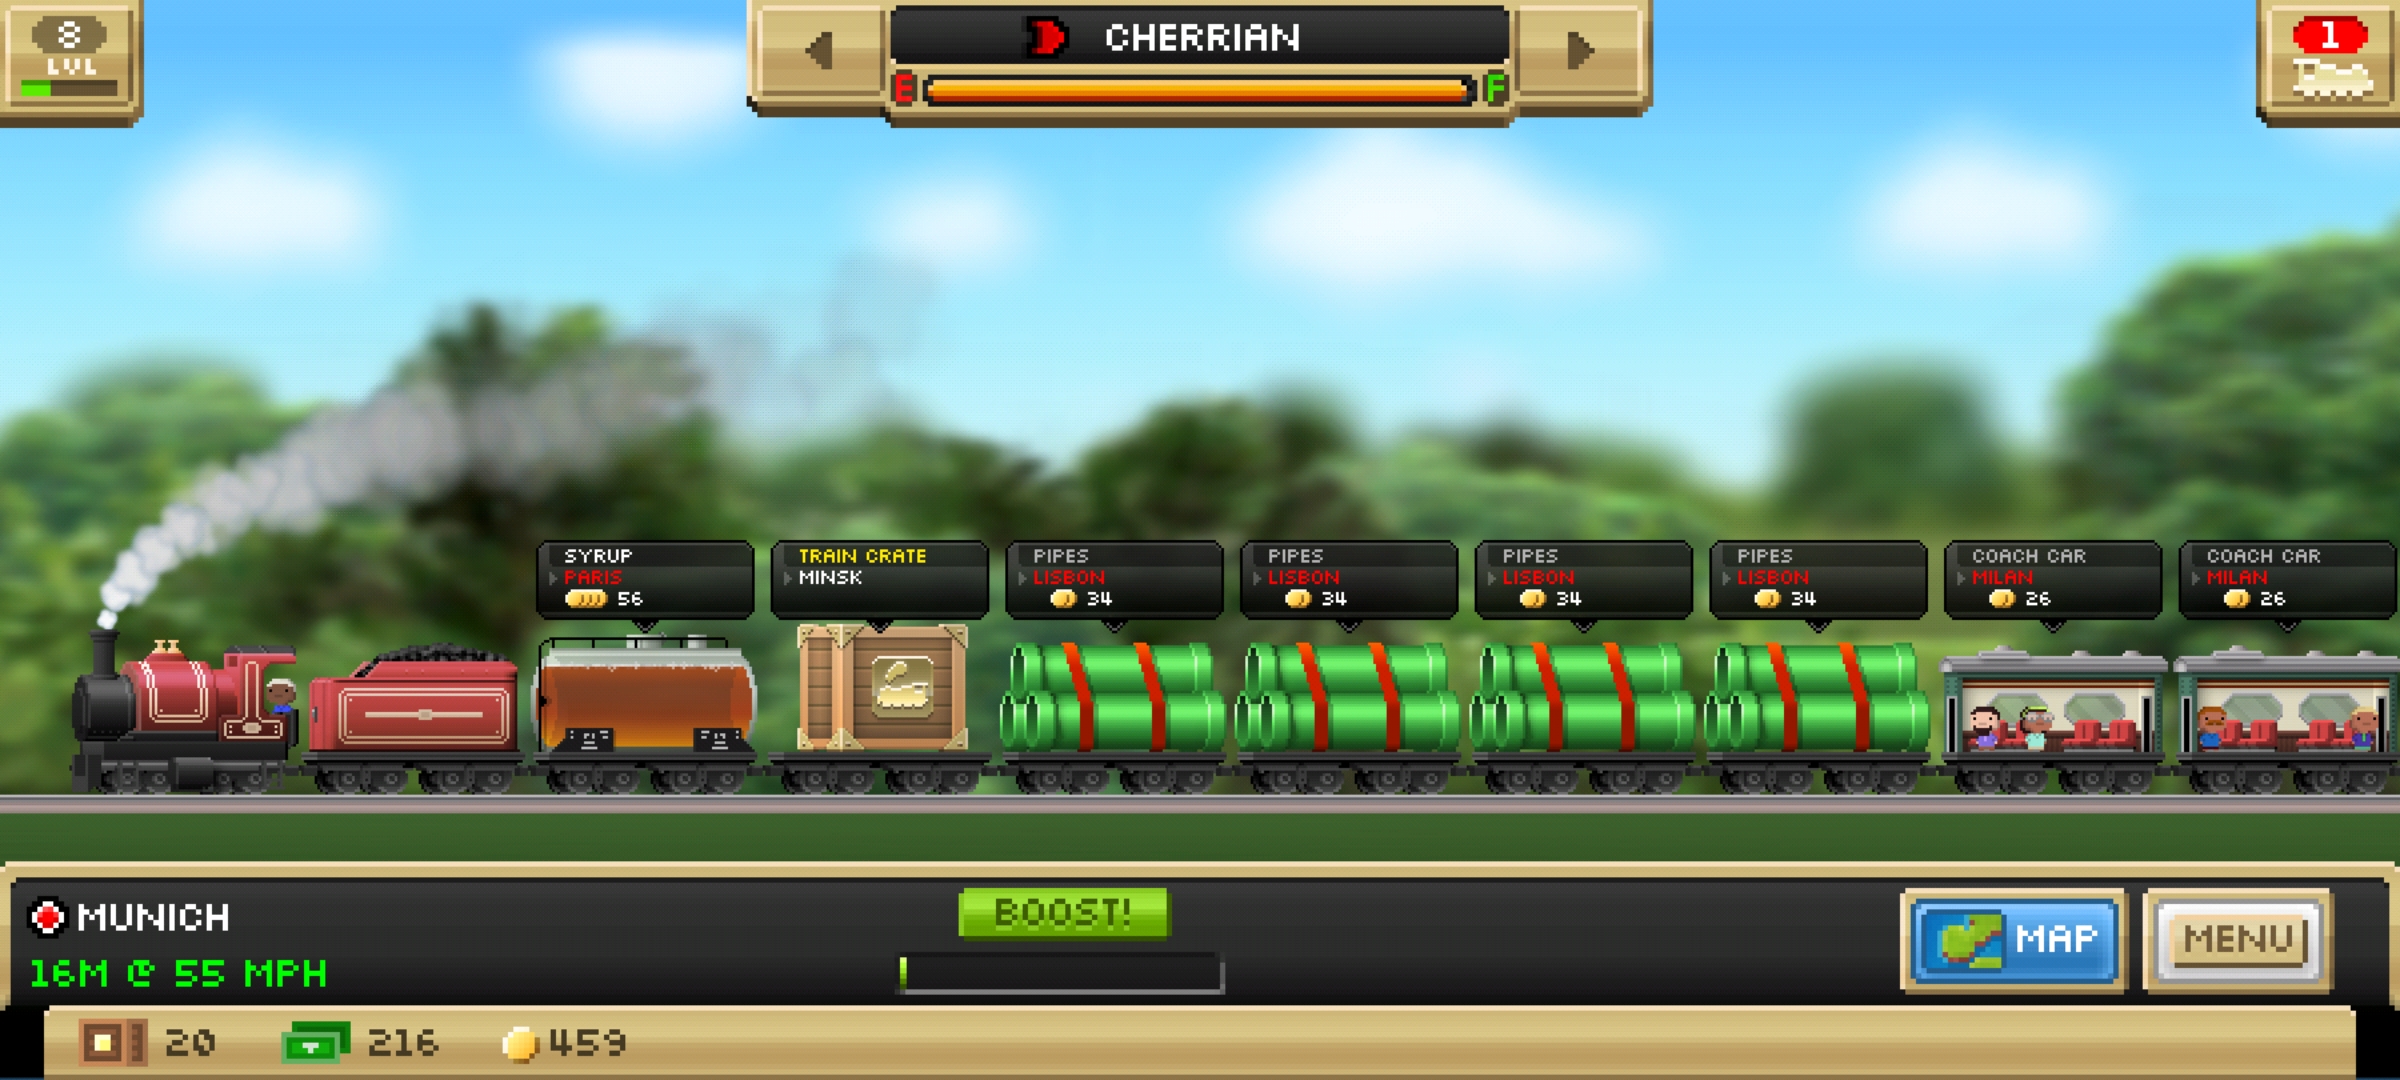 8
LVL
CHERRIAN
E F
1
SYRUP
PARIS
56
TRAIN CRATE
MINSK
PIPES
LISBON
34
PIPES
LISBON
34
PIPES
LISBON
34
PIPES
LISBON
34
COACH CAR
MILAN
26
COACH CAR
MILAN
26
MUNICH
16M @ 55 MPH
BOOST!
MAP
MENU
20
216
459